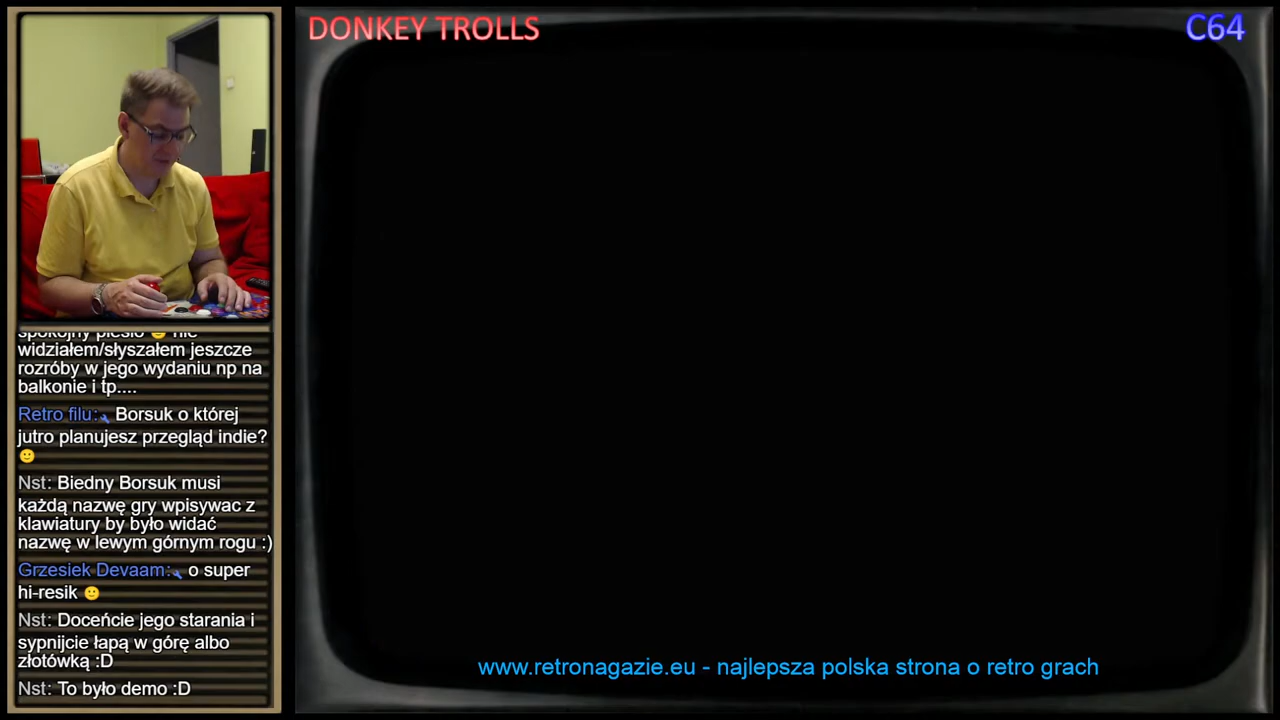 DONKEY TROLLS
C64
spokojny piesio 🙂 nie
widziałem/słyszałem jeszcze
rozróby w jego wydaniu np na
balkonie i tp....
Retro filu: Borsuk o której
jutro planujesz przegląd indie?
🙂
Nst: Biedny Borsuk musi
każdą nazwę gry wpisywac z
klawiatury by było widać
nazwę w lewym górnym rogu :)
Grzesiek Devaam: o super
hi-resik 🙂
Nst: Doceńcie jego starania i
sypnijcie łapą w górę albo
złotówką :D
Nst: To było demo :D
www.retronagazie.eu - najlepsza polska strona o retro grach